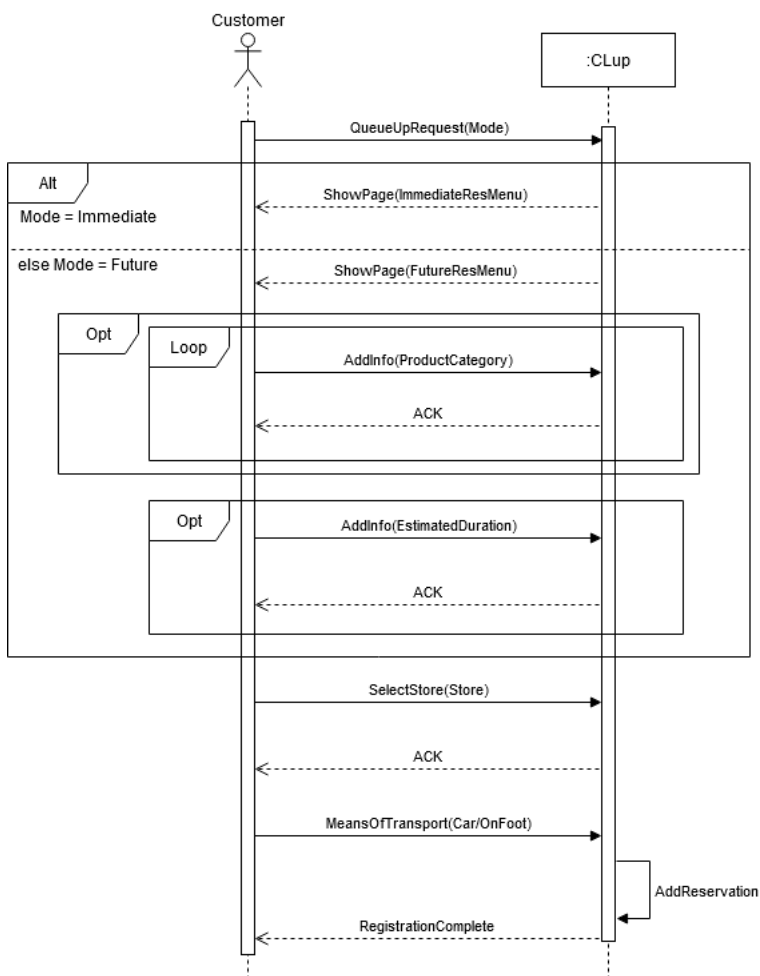 Customer
:CLup
QueueUpRequest(Mode)
Alt
Mode = Immediate
ShowPage(ImmediateResMenu)
else Mode = Future
ShowPage(FutureResMenu)
Opt
Loop
AddInfo(ProductCategory)
ACK
Opt
AddInfo(EstimatedDuration)
ACK
SelectStore(Store)
ACK
MeansOfTransport(Car/OnFoot)
AddReservation
RegistrationComplete